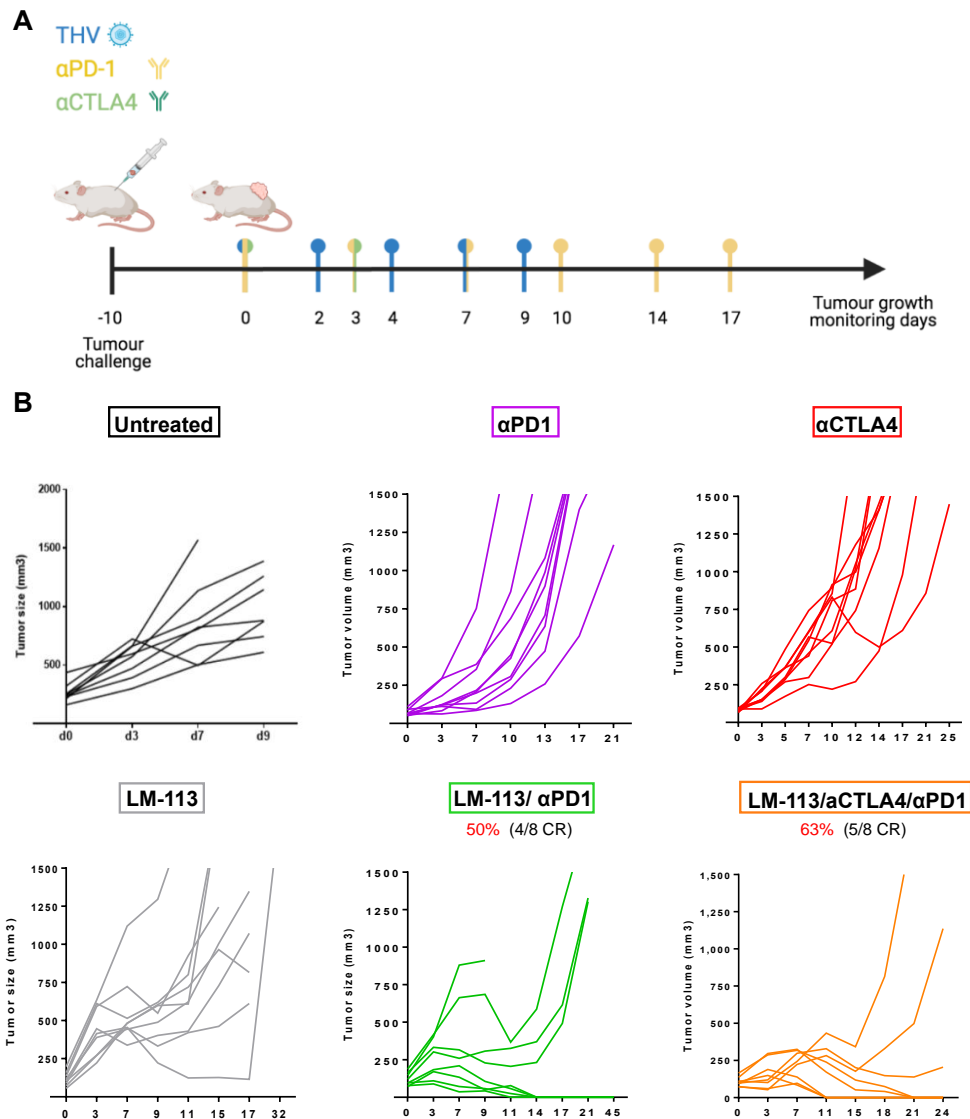 A
THV
αPD-1
αCTLA4
-10 0 2 3 4 7 9 10 14 17
Tumour
challenge
Tumour growth
monitoring days
B
Untreated
αPD1
αCTLA4
Tumor size (mm3)
2000
1500
1000
500
d0 d3 d7 d9
Tumor volume (mm3)
1500
1250
1000
750
500
250
0 3 7 10 13 17 21
Tumor volume (mm3)
1500
1250
1000
750
500
250
0 3 5 7 10 12 14 17 21 25
LM-113
LM-113/ αPD1
50% (4/8 CR)
LM-113/aCTLA4/αPD1
63% (5/8 CR)
Tumor size (mm3)
1500
1250
1000
750
500
250
0 3 7 9 11 15 17 32
Tumor size (mm3)
1500
1250
1000
750
500
250
0 3 7 9 11 14 17 21 45
Tumor volume (mm3)
1,500
1,250
1,000
750
500
250
0 3 7 11 15 18 21 24